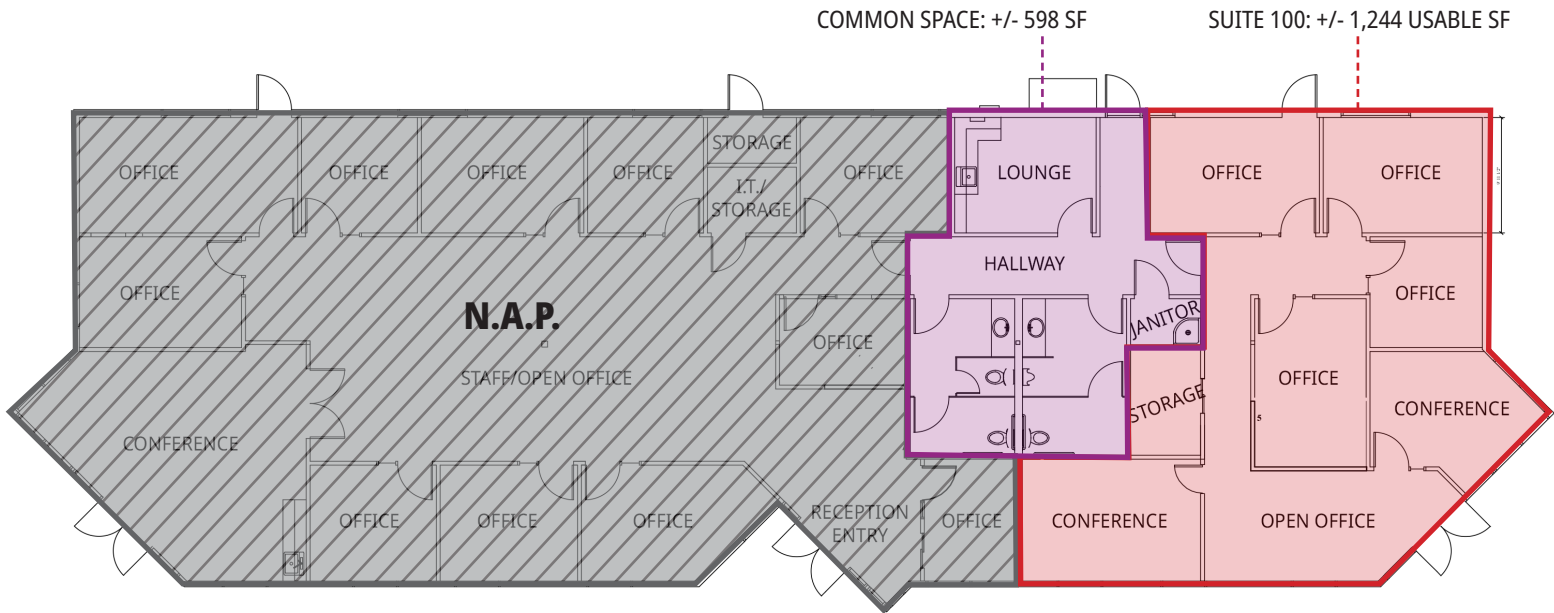 COMMON SPACE: +/- 598 SF
SUITE 100: +/- 1,244 USABLE SF
OFFICE
OFFICE
OFFICE
OFFICE
STORAGE
I.T./
STORAGE
OFFICE
LOUNGE
OFFICE
OFFICE
OFFICE
N.A.P.
STAFF/OPEN OFFICE
OFFICE
HALLWAY
JANITOR
OFFICE
STORAGE
OFFICE
5
CONFERENCE
CONFERENCE
OFFICE
OFFICE
OFFICE
RECEPTION
ENTRY
OFFICE
CONFERENCE
OPEN OFFICE